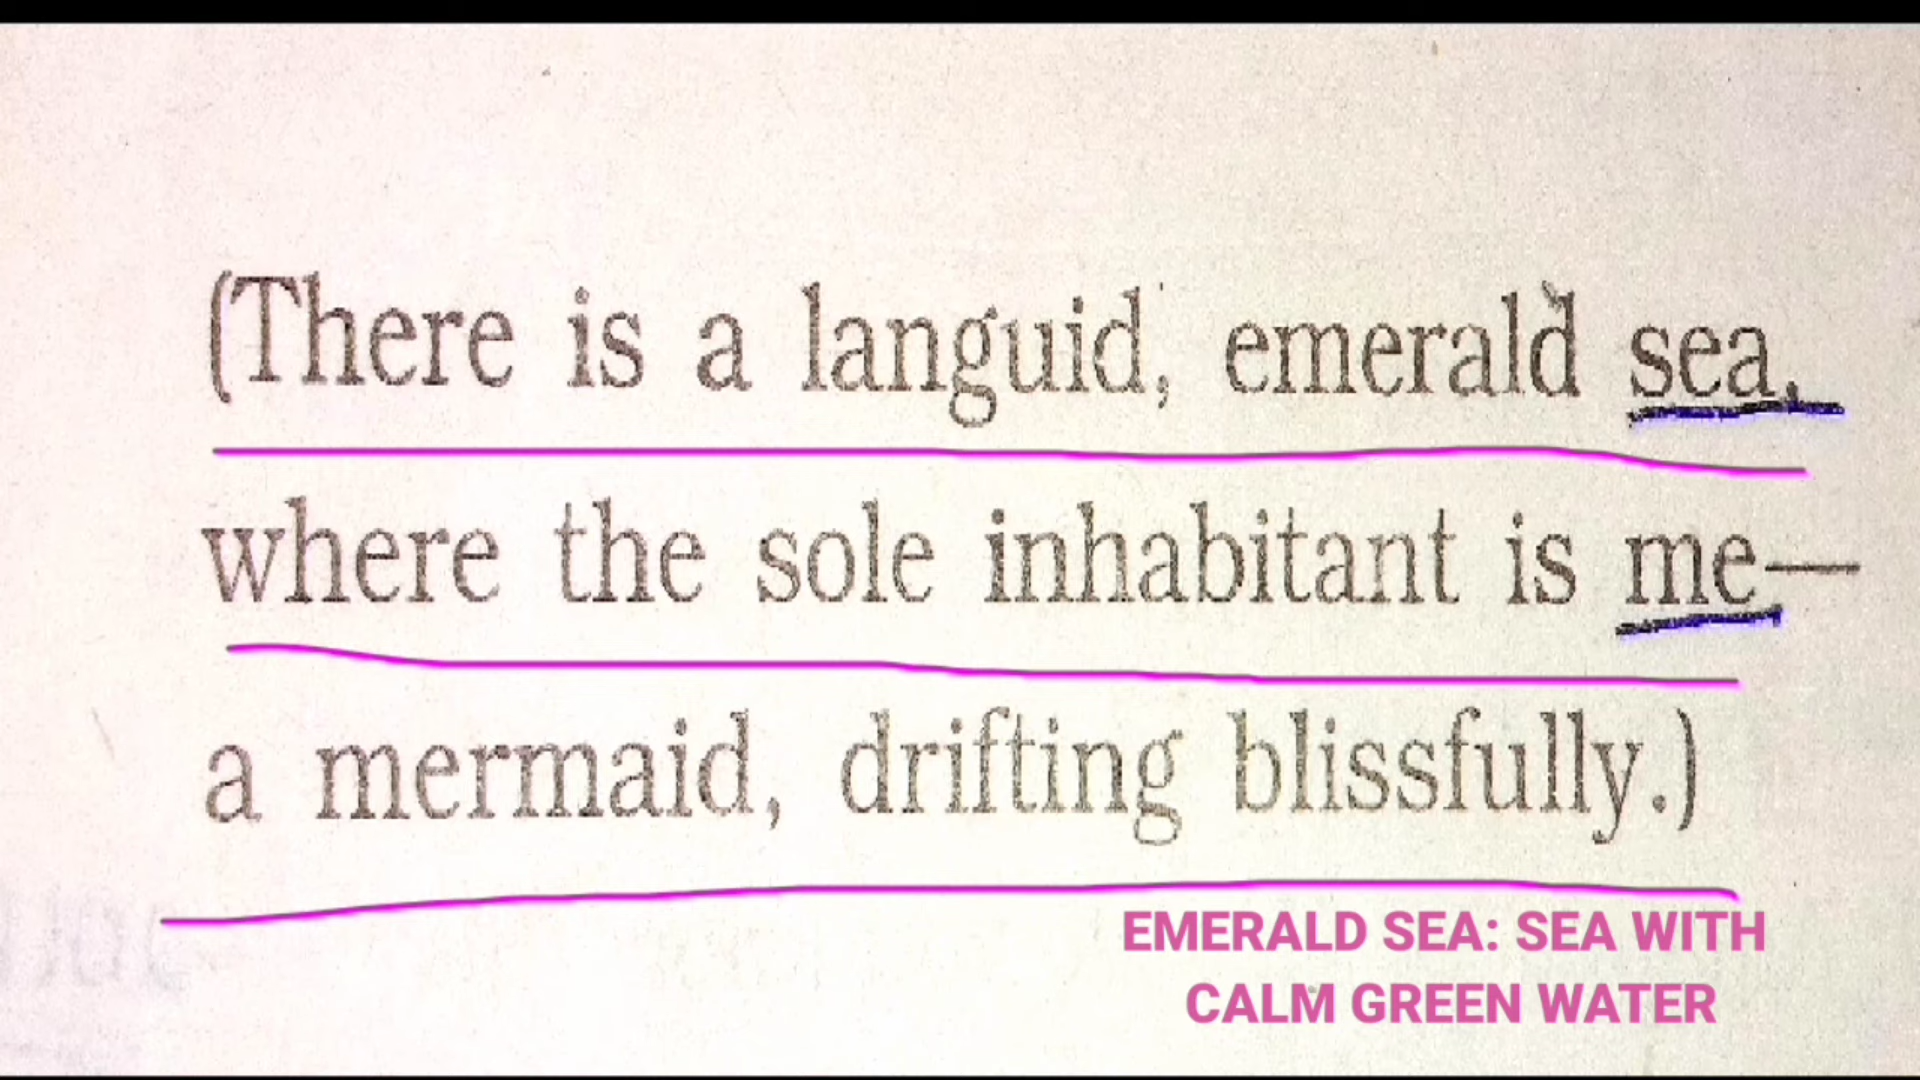 (There is a languid, emerald sea,
where the sole inhabitant is me—
a mermaid, drifting blissfully.)
EMERALD SEA: SEA WITH
CALM GREEN WATER